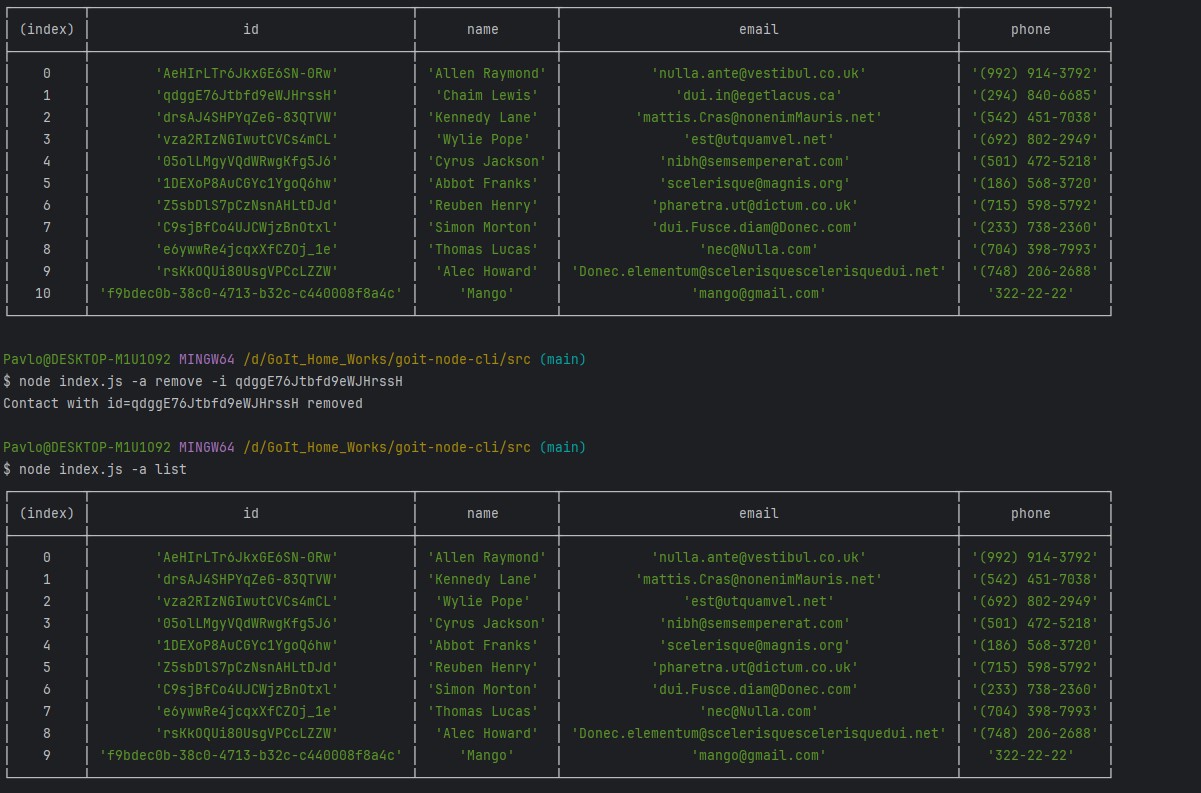 (index) id name email phone
0 'AeHIrLTr6JkxGE6SN-0Rw' 'Allen Raymond' 'nulla.ante@vestibul.co.uk' '(992) 914-3792'
1 'qdggE76Jtbfd9eWJHrssH' 'Chaim Lewis' 'dui.in@egetlacus.ca' '(294) 840-6685'
2 'drsAJ4SHPYqZeG-83QTVW' 'Kennedy Lane' 'mattis.Cras@nonenimMauris.net' '(542) 451-7038'
3 'vza2RIzNGIwutCVCs4mCL' 'Wylie Pope' 'est@utquamvel.net' '(692) 802-2949'
4 '05olLMgyVQdWRwgKfg5J6' 'Cyrus Jackson' 'nibh@semsempererat.com' '(501) 472-5218'
5 '1DEXoP8AuCGYc1YgoQ6hw' 'Abbot Franks' 'scelerisque@magnis.org' '(186) 568-3720'
6 'Z5sbDlS7pCzNsnAHLtDJd' 'Reuben Henry' 'pharetra.ut@dictum.co.uk' '(715) 598-5792'
7 'C9sjBfCo4UJCWjzBnOtxl' 'Simon Morton' 'dui.Fusce.diam@Donec.com' '(233) 738-2360'
8 'e6ywwRe4jcqxXfCZOj_1e' 'Thomas Lucas' 'nec@Nulla.com' '(704) 398-7993'
9 'rsKkOQUi80UsgVPCcLZZW' 'Alec Howard' 'Donec.elementum@scelerisquescelerisquedui.net' '(748) 206-2688'
10 'f9bdec0b-38c0-4713-b32c-c440008f8a4c' 'Mango' 'mango@gmail.com' '322-22-22'
Pavlo@DESKTOP-M1U1O92 MINGW64 /d/GoIt_Home_Works/goit-node-cli/src (main)
$ node index.js -a remove -i qdggE76Jtbfd9eWJHrssH
Contact with id=qdggE76Jtbfd9eWJHrssH removed
Pavlo@DESKTOP-M1U1O92 MINGW64 /d/GoIt_Home_Works/goit-node-cli/src (main)
$ node index.js -a list
(index) id name email phone
0 'AeHIrLTr6JkxGE6SN-0Rw' 'Allen Raymond' 'nulla.ante@vestibul.co.uk' '(992) 914-3792'
1 'drsAJ4SHPYqZeG-83QTVW' 'Kennedy Lane' 'mattis.Cras@nonenimMauris.net' '(542) 451-7038'
2 'vza2RIzNGIwutCVCs4mCL' 'Wylie Pope' 'est@utquamvel.net' '(692) 802-2949'
3 '05olLMgyVQdWRwgKfg5J6' 'Cyrus Jackson' 'nibh@semsempererat.com' '(501) 472-5218'
4 '1DEXoP8AuCGYc1YgoQ6hw' 'Abbot Franks' 'scelerisque@magnis.org' '(186) 568-3720'
5 'Z5sbDlS7pCzNsnAHLtDJd' 'Reuben Henry' 'pharetra.ut@dictum.co.uk' '(715) 598-5792'
6 'C9sjBfCo4UJCWjzBnOtxl' 'Simon Morton' 'dui.Fusce.diam@Donec.com' '(233) 738-2360'
7 'e6ywwRe4jcqxXfCZOj_1e' 'Thomas Lucas' 'nec@Nulla.com' '(704) 398-7993'
8 'rsKkOQUi80UsgVPCcLZZW' 'Alec Howard' 'Donec.elementum@scelerisquescelerisquedui.net' '(748) 206-2688'
9 'f9bdec0b-38c0-4713-b32c-c440008f8a4c' 'Mango' 'mango@gmail.com' '322-22-22'